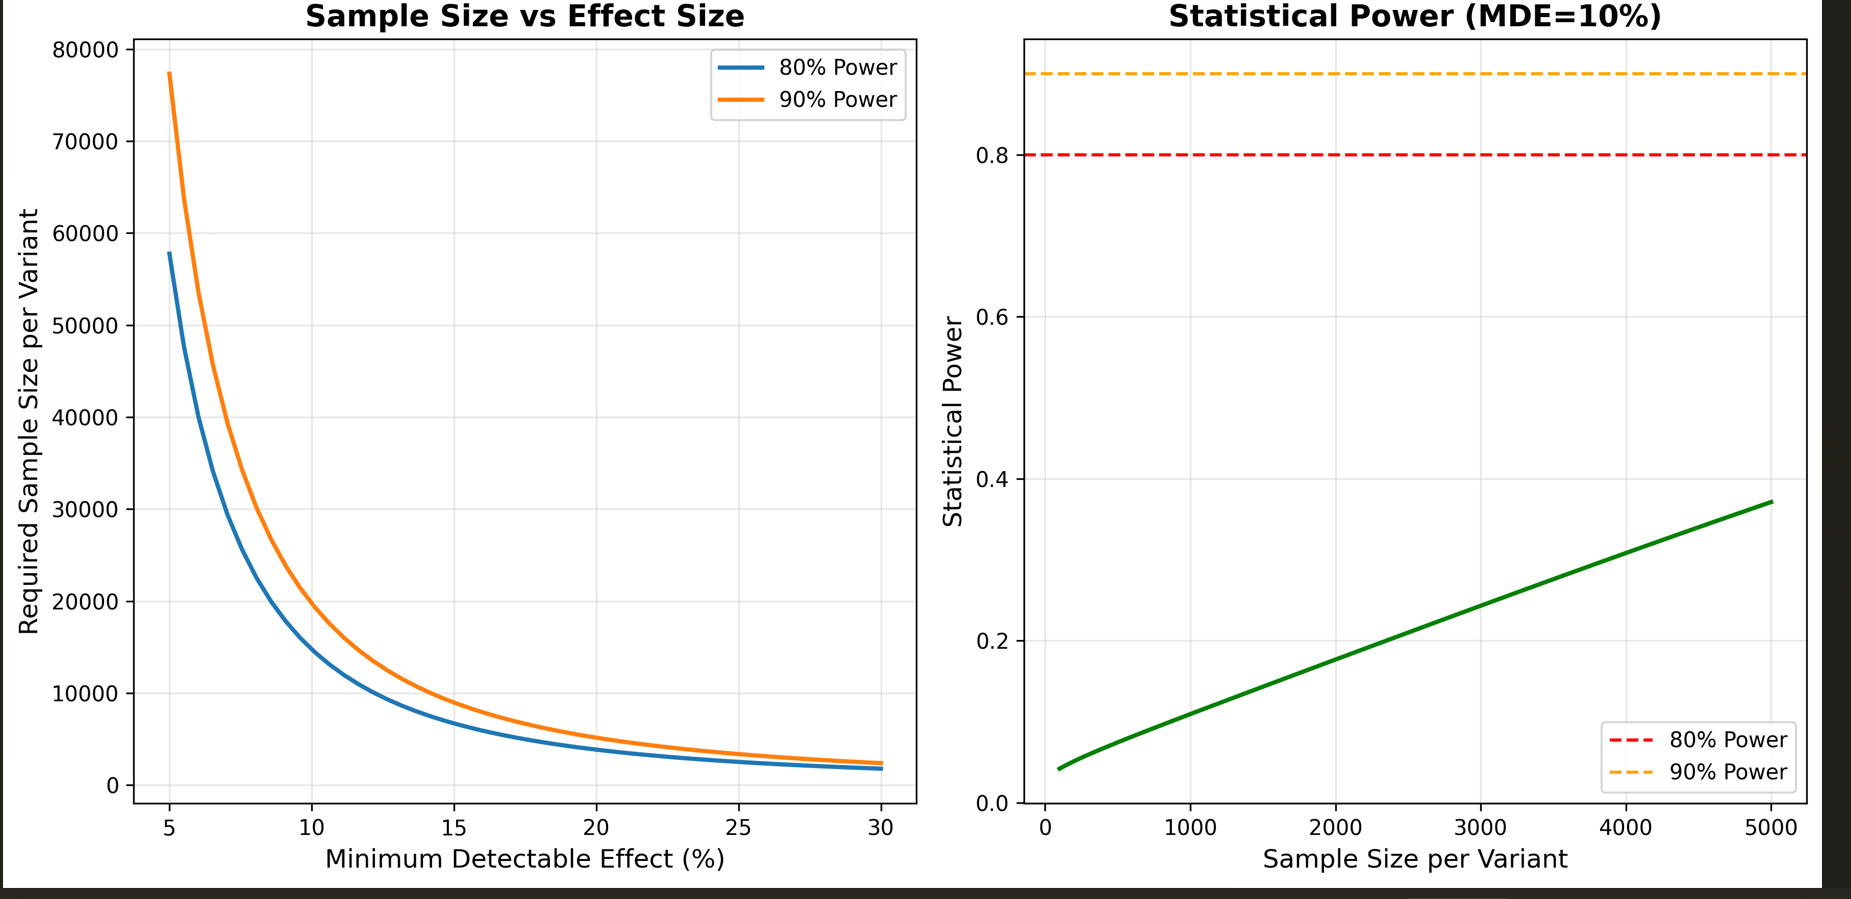 Sample Size vs Effect Size
Required Sample Size per Variant
80000
70000
60000
50000
40000
30000
20000
10000
0
80% Power
90% Power
5 10 15 20 25 30
Minimum Detectable Effect (%)
Statistical Power (MDE=10%)
Statistical Power
0.8
0.6
0.4
0.2
0.0
80% Power
90% Power
0 1000 2000 3000 4000 5000
Sample Size per Variant